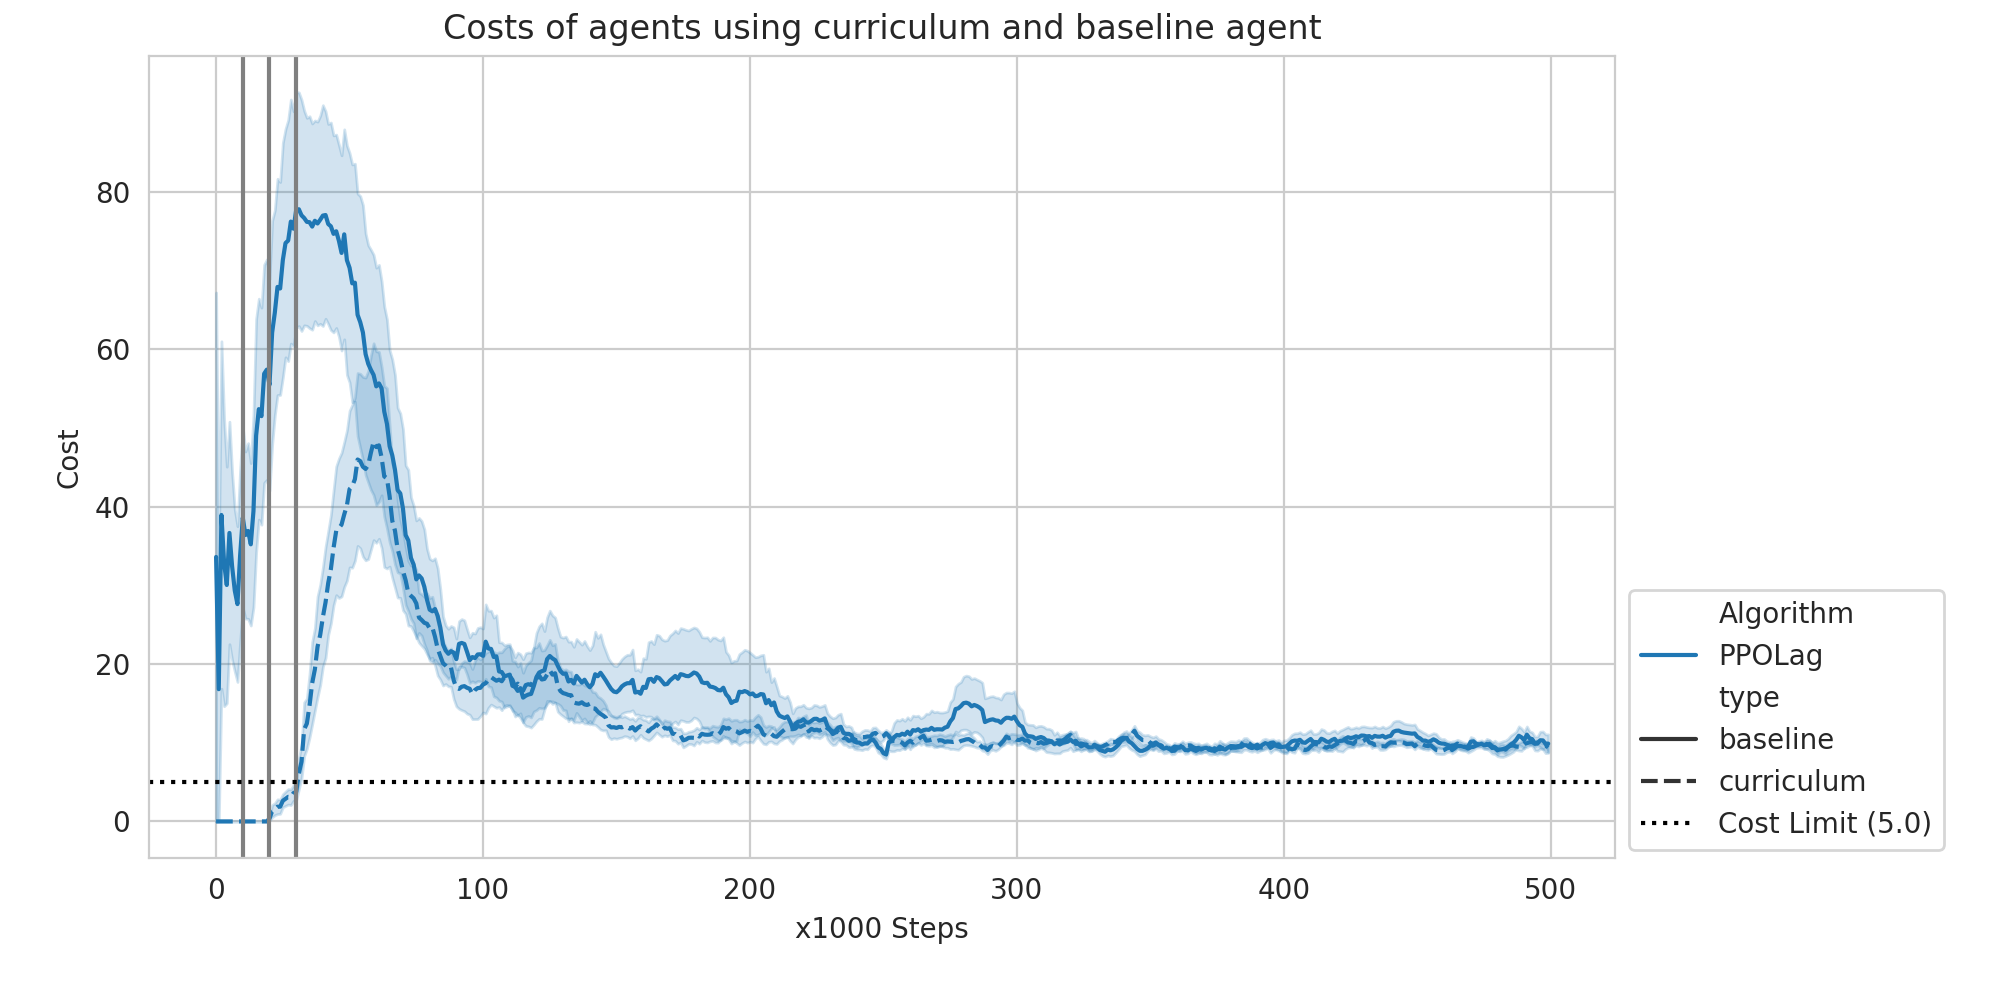 Costs of agents using curriculum and baseline agent
80
60
40
20
0
Cost
0 100 200 300 400 500
x1000 Steps
Algorithm
PPOLag
type
baseline
curriculum
Cost Limit (5.0)